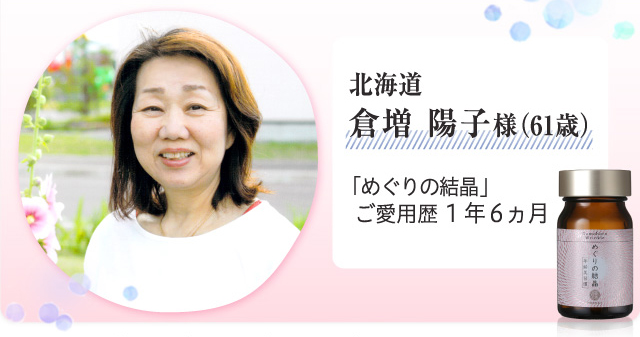 北海道
倉増 陽子様(61歳)
「めぐりの結晶」
ご愛用歴1年6ヵ月
めぐりの結晶